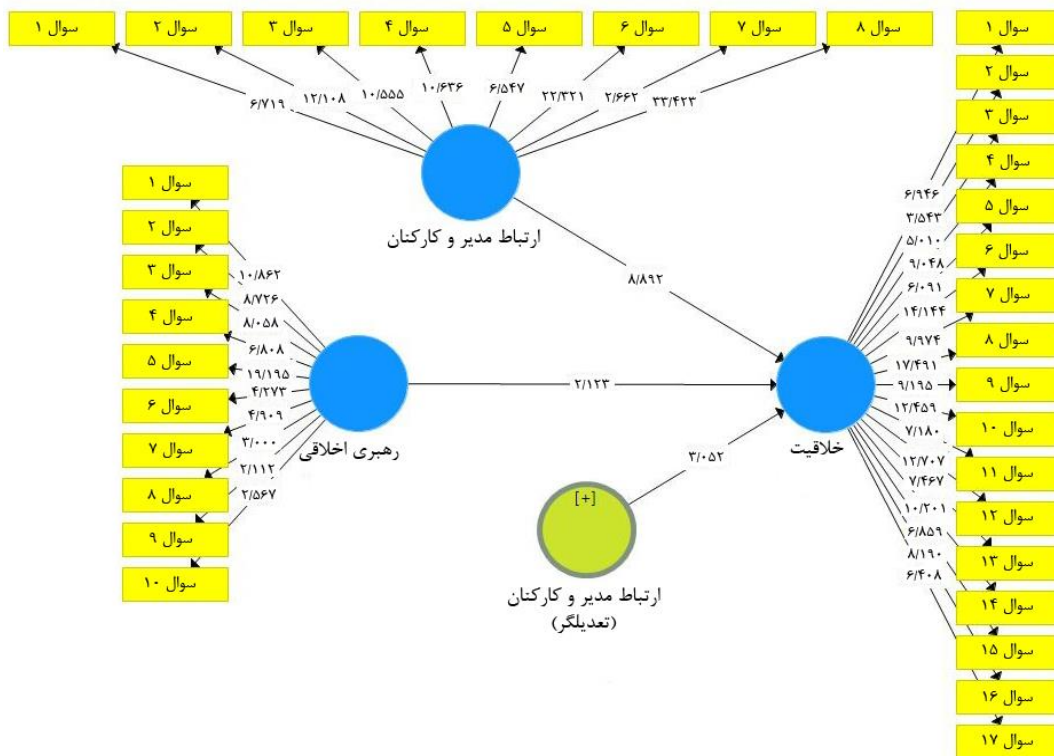 سوال ۱
سوال ۲
سوال ۳
سوال ۴
سوال ۵
سوال ۶
سوال ۷
سوال ۸
۶/۷۱۹
۱۲/۱۰۸
۱۰/۵۵۵
۱۰/۶۳۶
۶/۵۴۷
۲۲/۳۲۱
۲/۶۶۲
۳۳/۴۲۳
ارتباط مدیر و کارکنان
۸/۸۹۲
سوال ۱
سوال ۲
سوال ۳
سوال ۴
سوال ۵
سوال ۶
سوال ۷
سوال ۸
سوال ۹
سوال ۱۰
۱۰/۸۶۲
۸/۷۲۶
۸/۰۵۸
۶/۸۰۸
۱۹/۱۹۵
۴/۲۷۳
۴/۹۰۹
۳/۰۰۰
۲/۱۱۲
۲/۵۶۷
رهبری اخلاقی
۲/۱۲۳
خلاقیت
۳/۰۵۲
[+]
ارتباط مدیر و کارکنان
(تعدیلگر)
۶/۹۴۶
۳/۵۴۳
۵/۰۱۰
۹/۰۴۸
۶/۰۹۱
۱۴/۱۴۴
۹/۹۷۴
۱۷/۴۹۱
۹/۱۹۵
۱۲/۴۵۹
۷/۱۸۰
۱۲/۷۰۷
۷/۴۶۷
۱۰/۲۰۱
۶/۸۵۹
۸/۱۹۰
۶/۴۰۸
سوال ۱
سوال ۲
سوال ۳
سوال ۴
سوال ۵
سوال ۶
سوال ۷
سوال ۸
سوال ۹
سوال ۱۰
سوال ۱۱
سوال ۱۲
سوال ۱۳
سوال ۱۴
سوال ۱۵
سوال ۱۶
سوال ۱۷